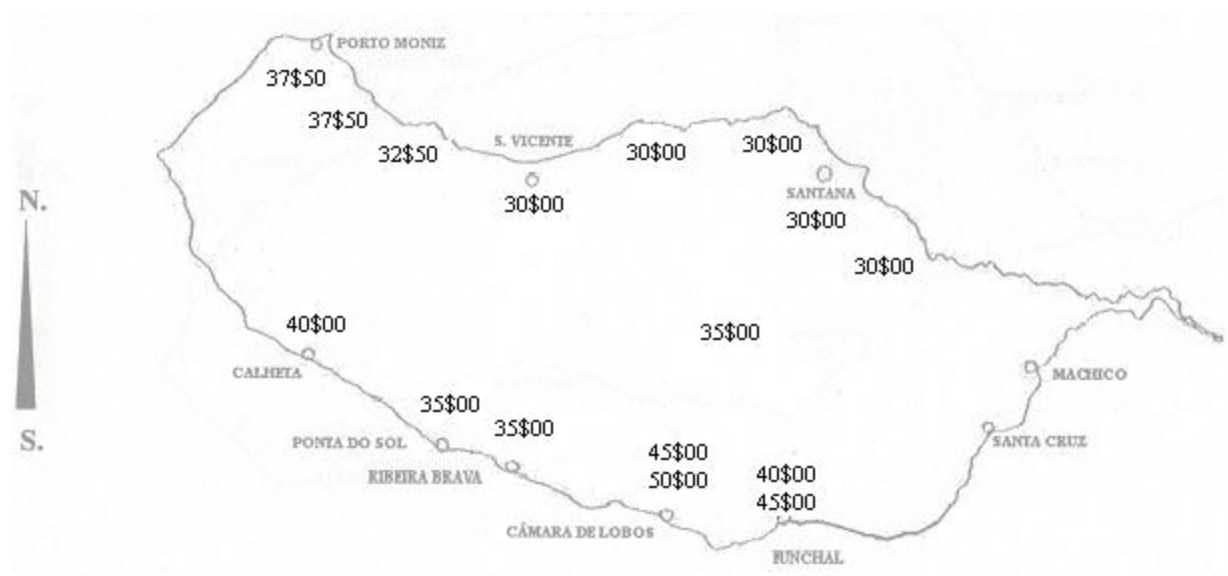 PORTO MONIZ
37$50
37$50
32$50
S. VICENTE
30$00
30$00
30$00
SANTANA
30$00
30$00
N.
S.
40$00
CALHETA
35$00
35$00
35$00
MACHICO
PONTA DO SOL
RIBEIRA BRAVA
SANTA CRUZ
45$00
50$00
40$00
45$00
CÂMARA DE LOBOS
FUNCHAL